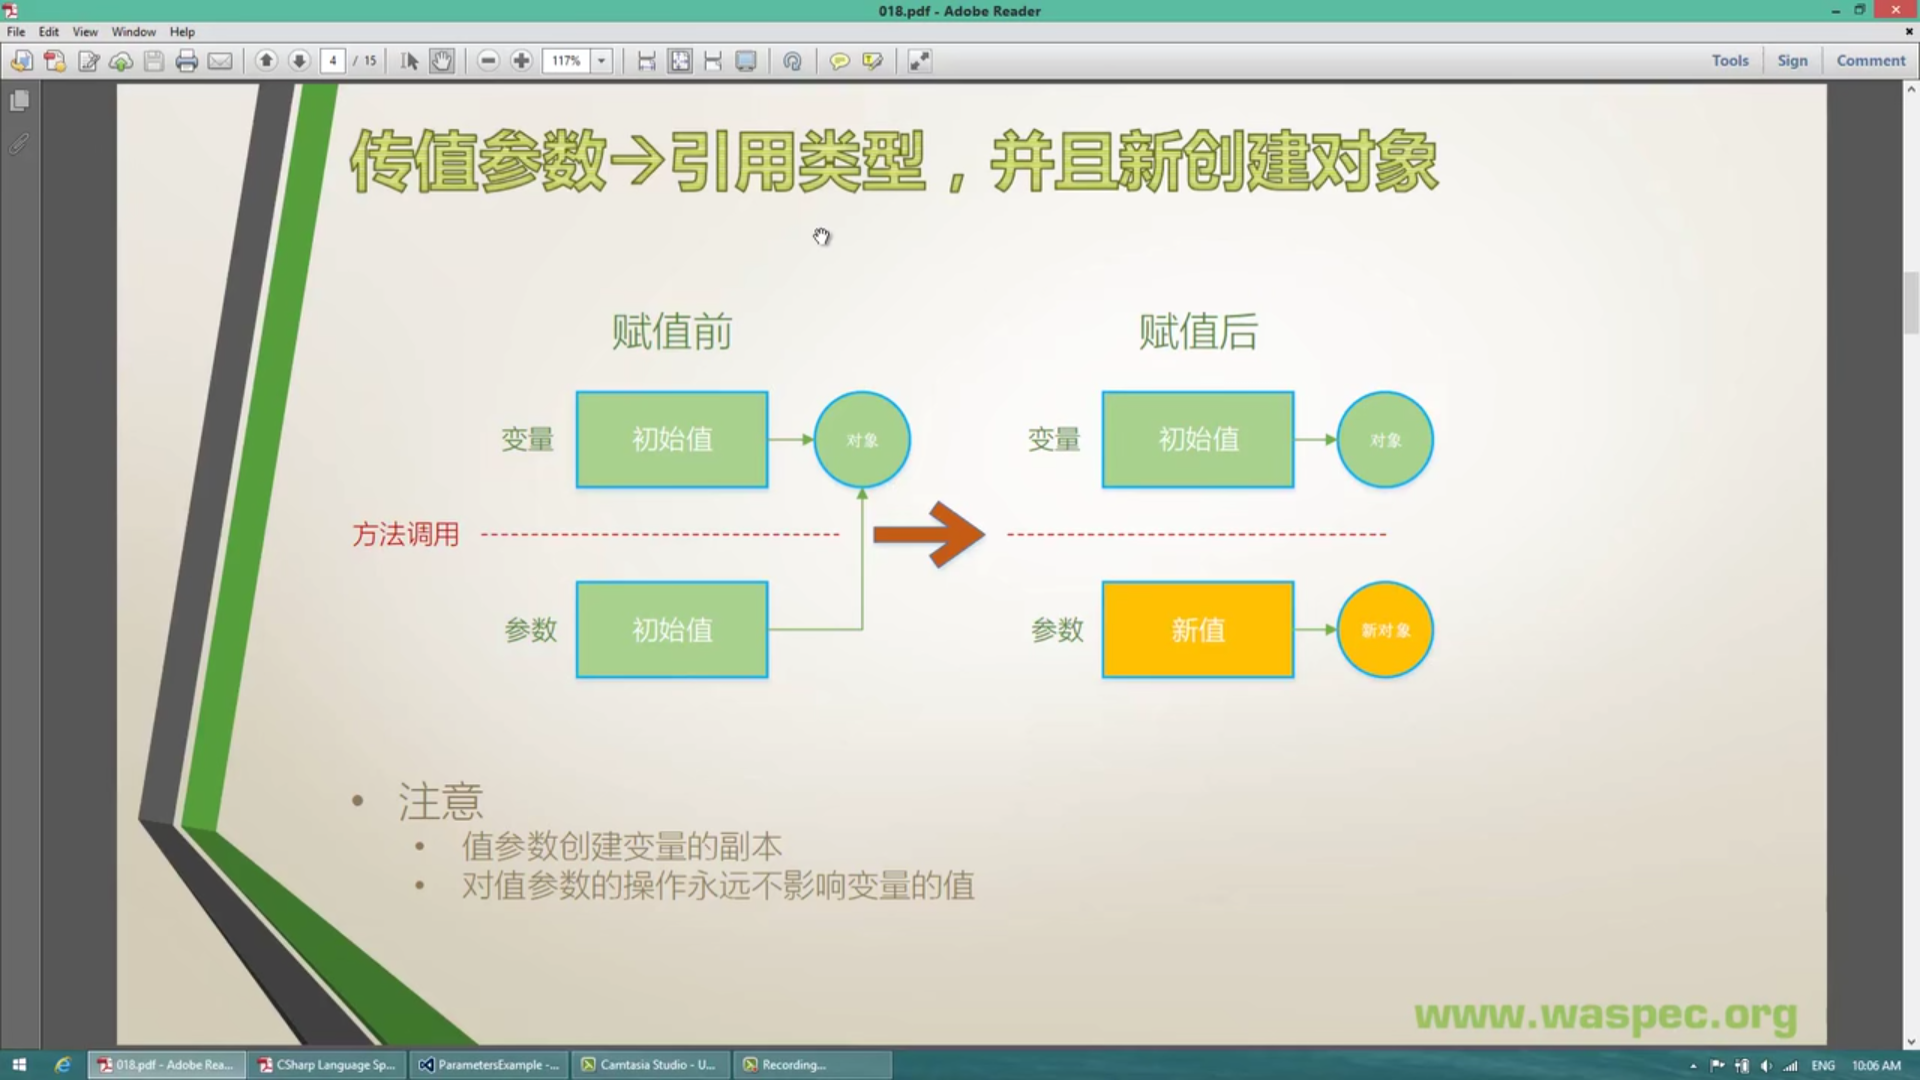 018.pdf - Adobe Reader
File Edit View Window Help
4 / 15 117% Tools Sign Comment
传值参数→引用类型，并且新创建对象
赋值前 赋值后
变量 初始值 对象 变量 初始值 对象
方法调用
参数 初始值 参数 新值 新对象
• 注意
• 值参数创建变量的副本
• 对值参数的操作永远不影响变量的值
www.waspec.org
018.pdf - Adobe Rea... CSharp Language Sp... ParametersExample -... Camtasia Studio - U... Recording... ENG 10:06 AM